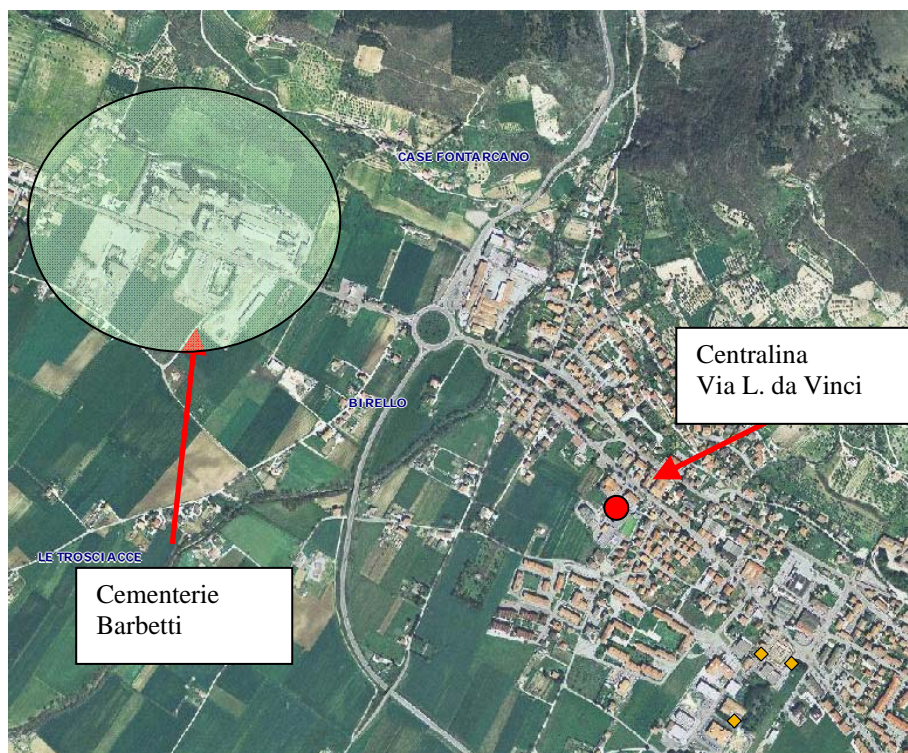 CASE FONTARCANO
Centralina
Via L. da Vinci
BIRELLO
LE TROSCIACCE
Cementerie
Barbetti